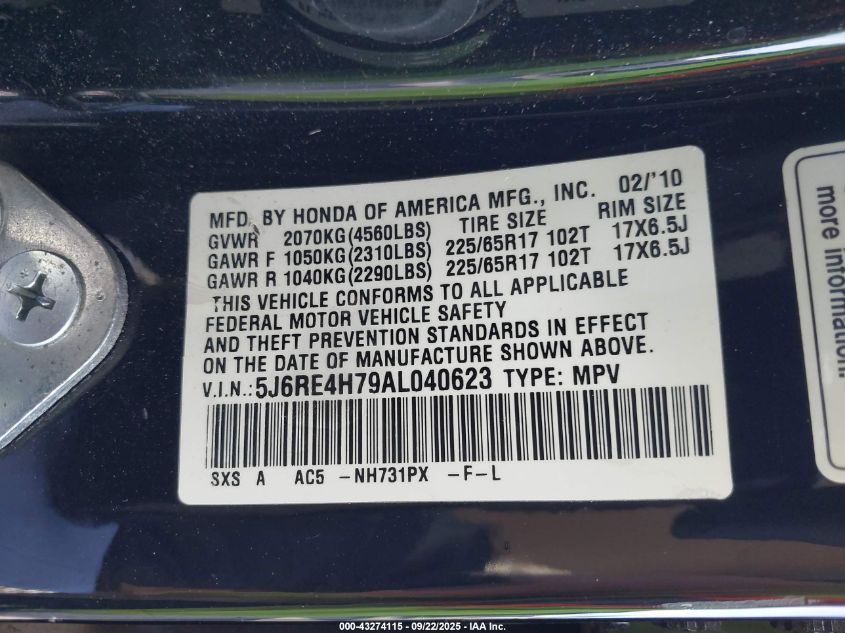 MFD. BY HONDA OF AMERICA MFG., INC. 02/'10
GVWR 2070KG(4560LBS) TIRE SIZE RIM SIZE
GAWR F 1050KG(2310LBS) 225/65R17 102T 17X6.5J
GAWR R 1040KG(2290LBS) 225/65R17 102T 17X6.5J
THIS VEHICLE CONFORMS TO ALL APPLICABLE
FEDERAL MOTOR VEHICLE SAFETY
AND THEFT PREVENTION STANDARDS IN EFFECT
ON THE DATE OF MANUFACTURE SHOWN ABOVE.
V.I.N.: 5J6RE4H79AL040623 TYPE: MPV
SXS A AC5 -NH731PX -F-L
more information.
000-43274115 - 09/22/2025 - IAA Inc.